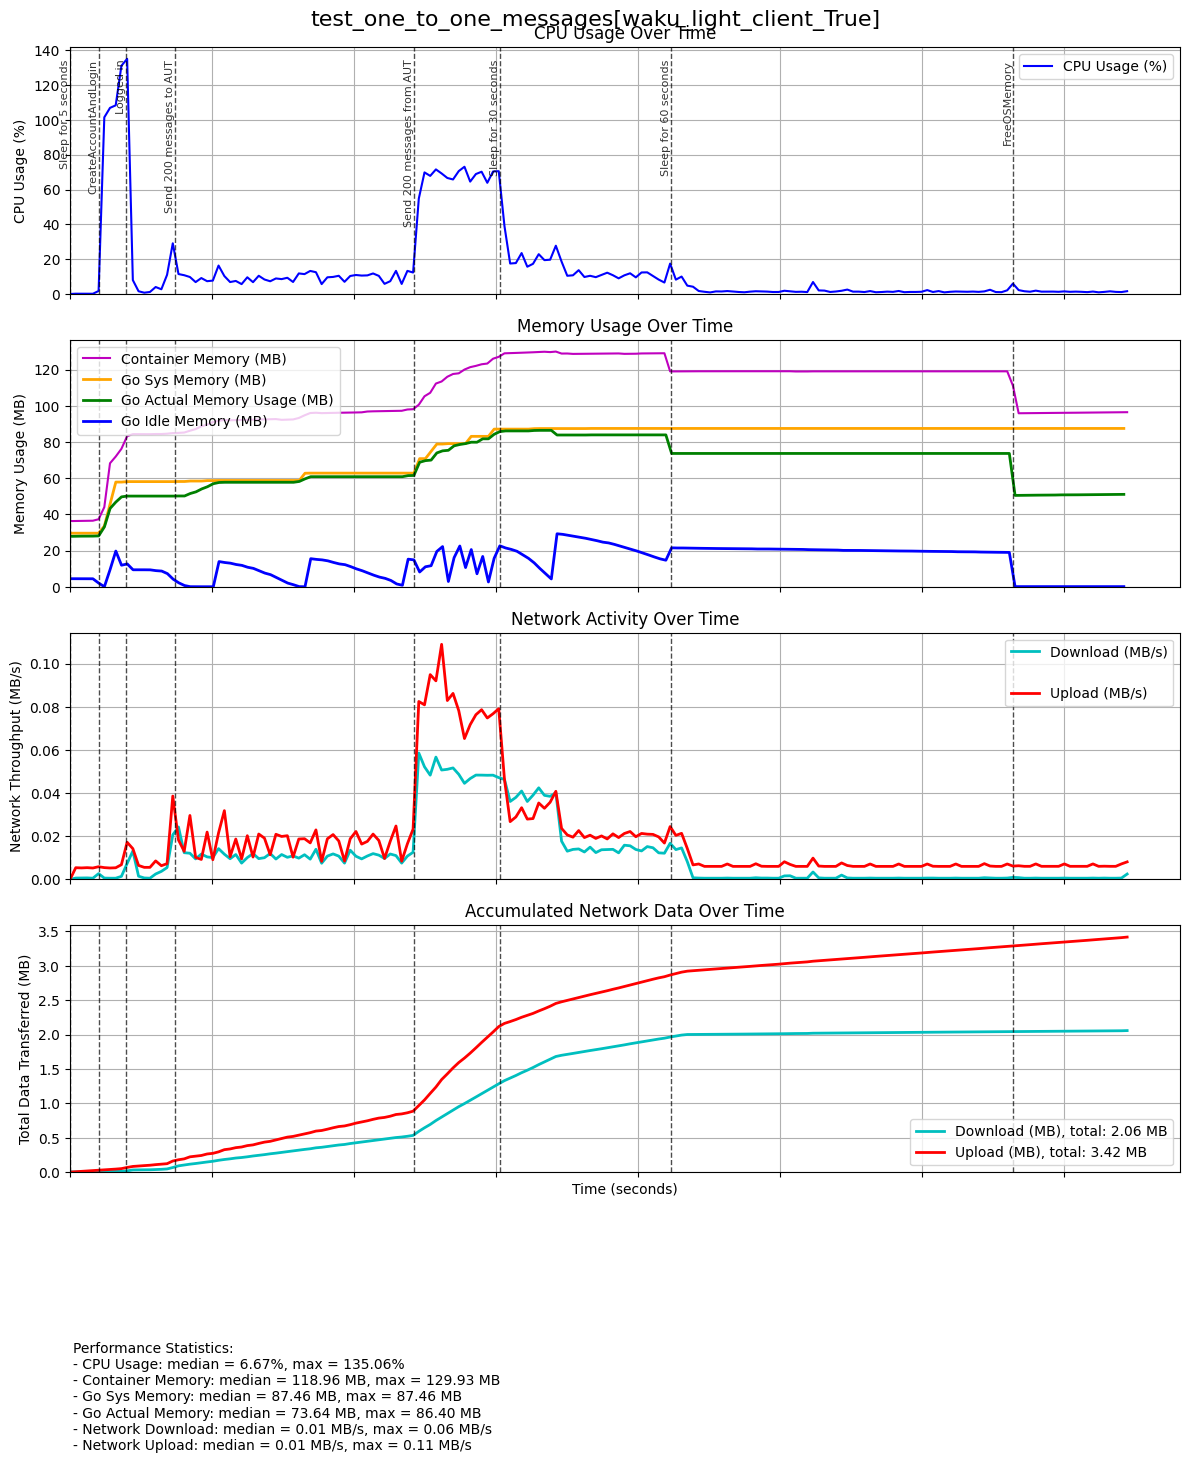 test_one_to_one_messages[waku_light_client_True]
CPU Usage Over Time
CPU Usage (%)
140
120
100
80
60
40
20
0
Sleep for 5 seconds
CreateAccountAndLogin
Logged in
Send 200 messages to AUT
Send 200 messages from AUT
Sleep for 30 seconds
Sleep for 60 seconds
FreeOSMemory
CPU Usage (%)
Memory Usage Over Time
Memory Usage (MB)
120
100
80
60
40
20
0
Container Memory (MB)
Go Sys Memory (MB)
Go Actual Memory Usage (MB)
Go Idle Memory (MB)
Network Activity Over Time
Network Throughput (MB/s)
0.10
0.08
0.06
0.04
0.02
0.00
Download (MB/s)
Upload (MB/s)
Accumulated Network Data Over Time
Total Data Transferred (MB)
3.5
3.0
2.5
2.0
1.5
1.0
0.5
0.0
Download (MB), total: 2.06 MB
Upload (MB), total: 3.42 MB
Time (seconds)
Performance Statistics:
- CPU Usage: median = 6.67%, max = 135.06%
- Container Memory: median = 118.96 MB, max = 129.93 MB
- Go Sys Memory: median = 87.46 MB, max = 87.46 MB
- Go Actual Memory: median = 73.64 MB, max = 86.40 MB
- Network Download: median = 0.01 MB/s, max = 0.06 MB/s
- Network Upload: median = 0.01 MB/s, max = 0.11 MB/s